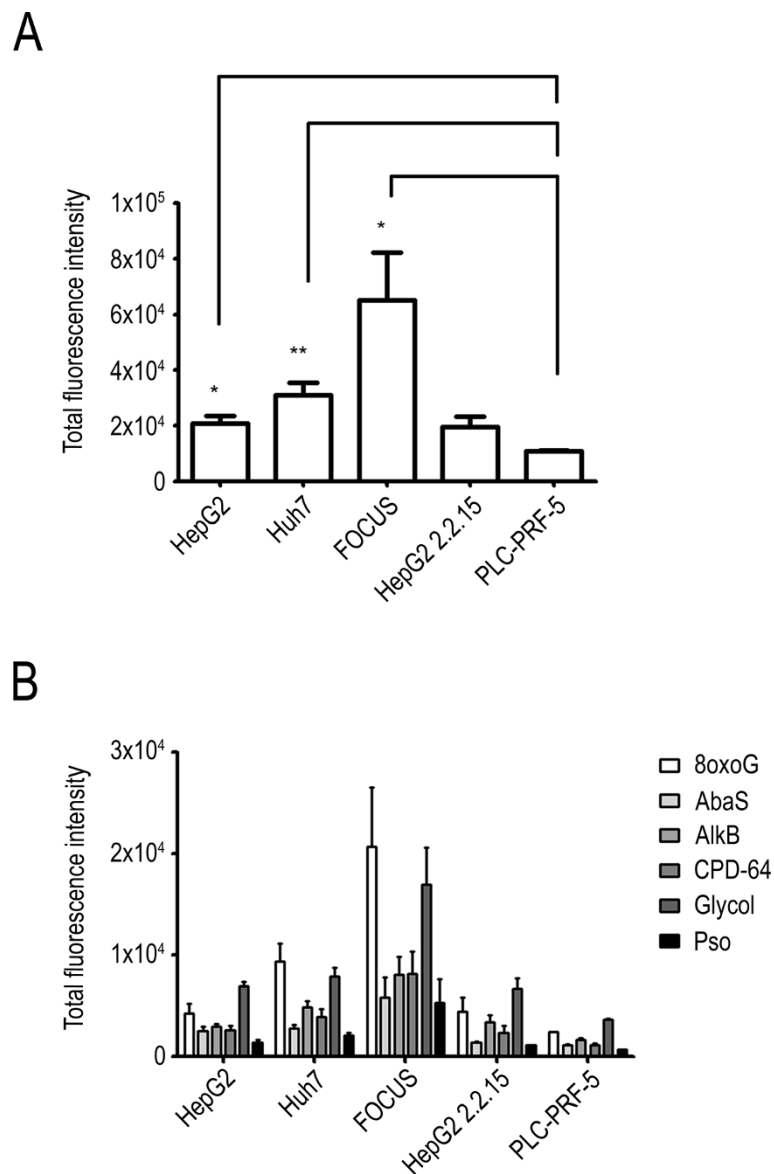 A
Total fluorescence intensity
1x10⁵
8x10⁴
6x10⁴
4x10⁴
2x10⁴
0
*
**
*
HepG2
Huh7
FOCUS
HepG2 2.2.15
PLC-PRF-5
B
Total fluorescence intensity
3x10⁴
2x10⁴
1x10⁴
0
HepG2
Huh7
FOCUS
HepG2 2.2.15
PLC-PRF-5
8oxoG
AbaS
AlkB
CPD-64
Glycol
Pso